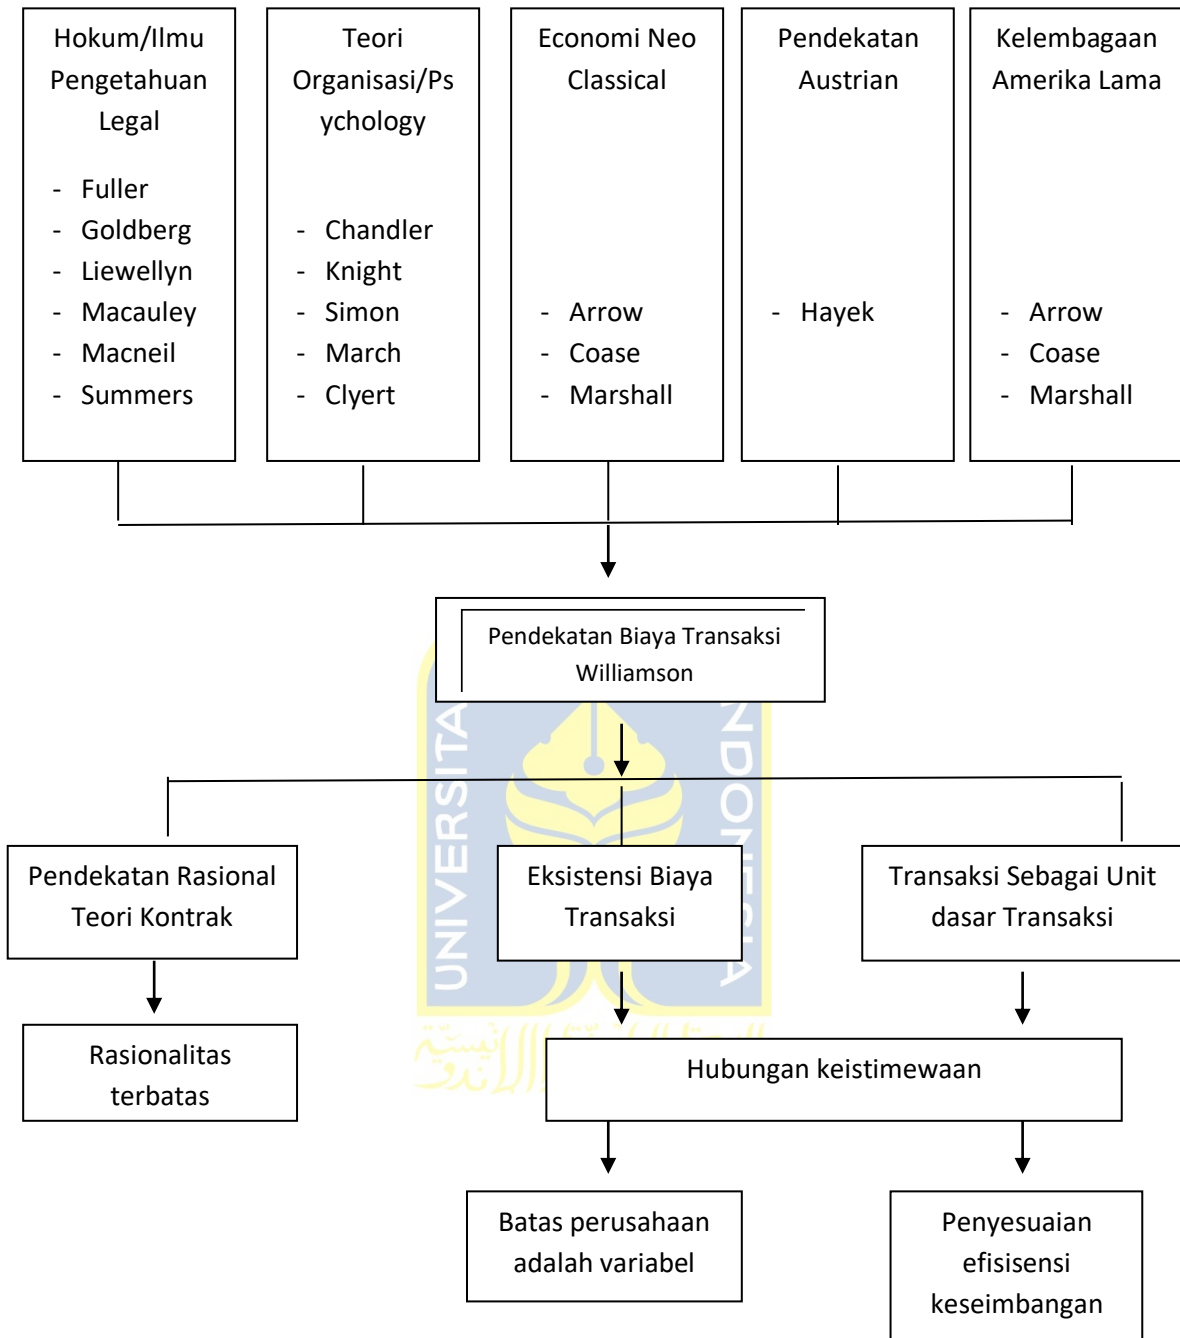 Hokum/Ilmu
Pengetahuan
Legal
- Fuller
- Goldberg
- Liewellyn
- Macauley
- Macneil
- Summers
Teori
Organisasi/Ps
ychology
- Chandler
- Knight
- Simon
- March
- Clyert
Economi Neo
Classical
- Arrow
- Coase
- Marshall
Pendekatan
Austrian
- Hayek
Kelembagaan
Amerika Lama
- Arrow
- Coase
- Marshall
Pendekatan Biaya Transaksi
Williamson
Pendekatan Rasional
Teori Kontrak
Eksistensi Biaya
Transaksi
Transaksi Sebagai Unit
dasar Transaksi
Rasionalitas
terbatas
Hubungan keistimewaan
Batas perusahaan
adalah variabel
Penyesuaian
efisisensi
keseimbangan